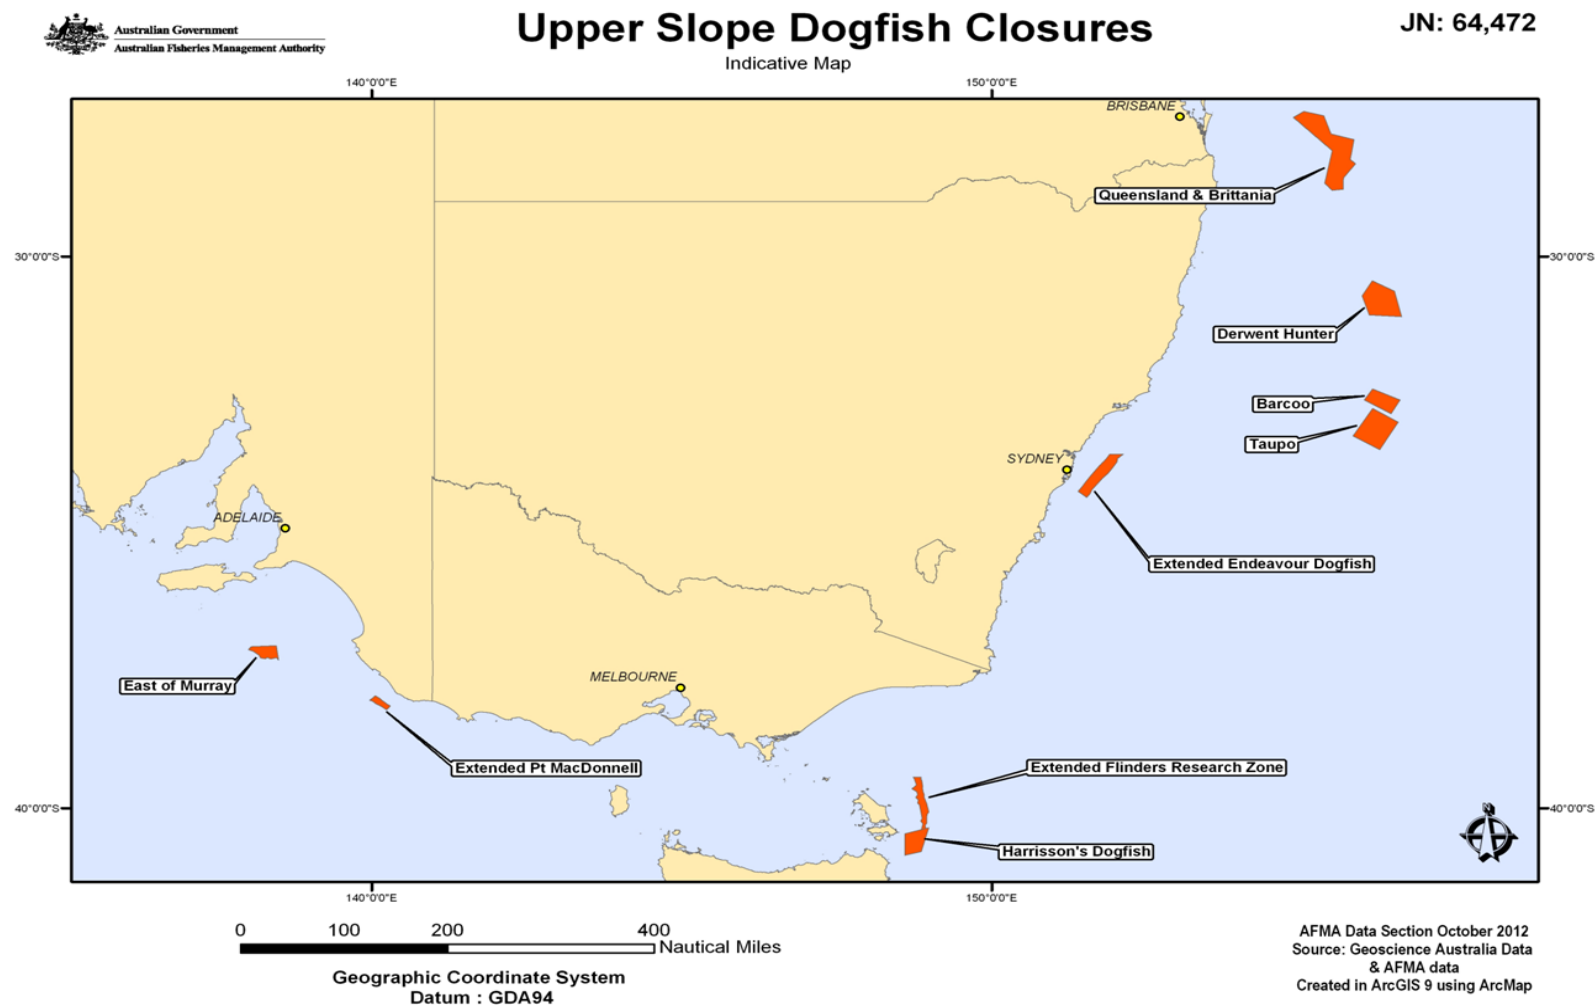 Australian Government
Australian Fisheries Management Authority
Upper Slope Dogfish Closures
Indicative Map
JN: 64,472
140°0'0"E
150°0'0"E
BRISBANE
Queensland & Brittania
30°0'0"S
30°0'0"S
Derwent Hunter
Barcoo
Taupo
SYDNEY
ADELAIDE
Extended Endeavour Dogfish
MELBOURNE
East of Murray
Extended Pt MacDonnell
Extended Flinders Research Zone
40°0'0"S
40°0'0"S
Harrisson's Dogfish
N
140°0'0"E
150°0'0"E
0 100 200 400
Nautical Miles
Geographic Coordinate System
Datum : GDA94
AFMA Data Section October 2012
Source: Geoscience Australia Data
& AFMA data
Created in ArcGIS 9 using ArcMap